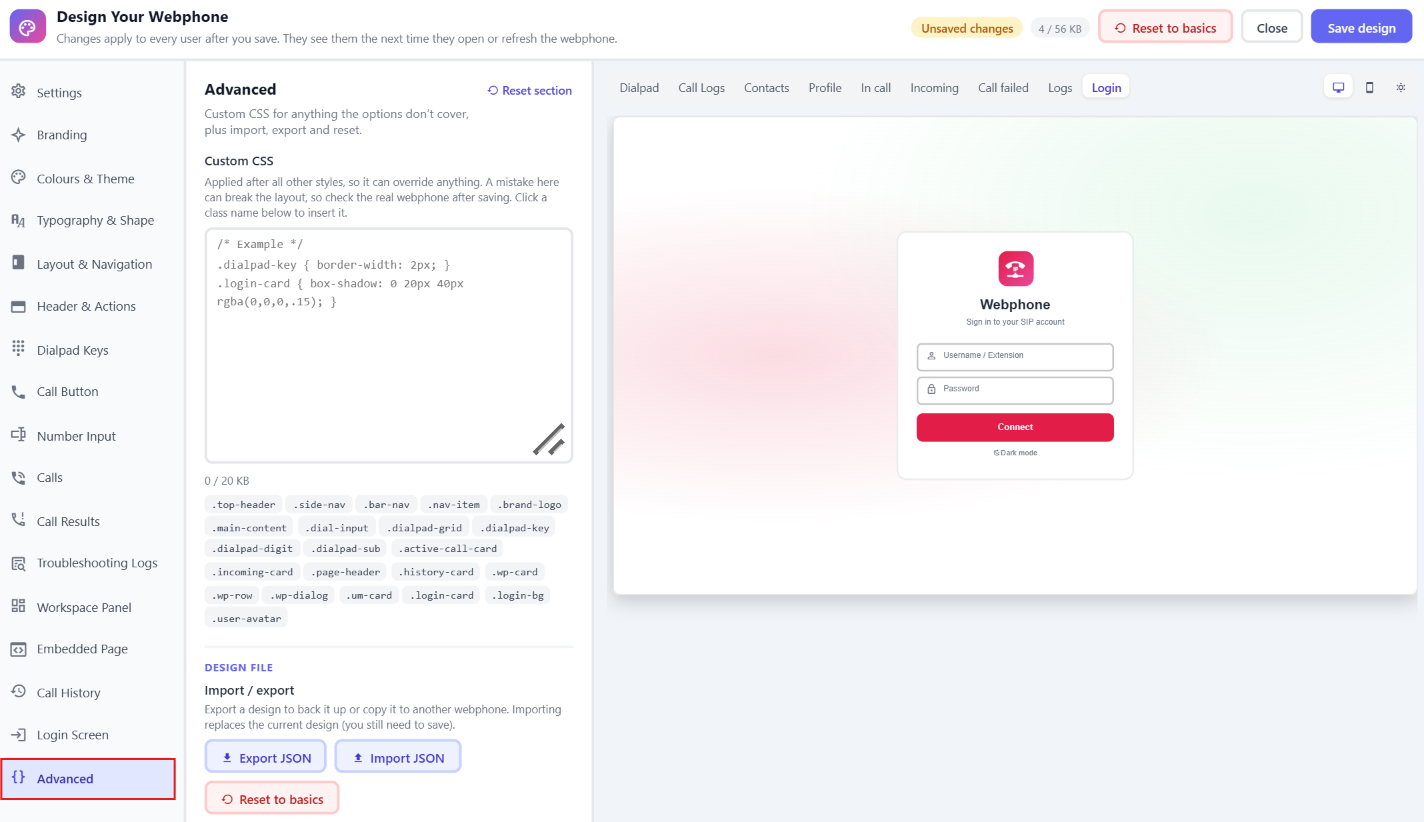 Design Your Webphone
Changes apply to every user after you save. They see them the next time they open or refresh the webphone.
Unsaved changes
4 / 56 KB
Reset to basics
Close
Save design
Settings
Branding
Colours & Theme
Typography & Shape
Layout & Navigation
Header & Actions
Dialpad Keys
Call Button
Number Input
Calls
Call Results
Troubleshooting Logs
Workspace Panel
Embedded Page
Call History
Login Screen
Advanced
Advanced
Reset section
Custom CSS for anything the options don't cover,
plus import, export and reset.
Custom CSS
Applied after all other styles, so it can override anything. A mistake here
can break the layout, so check the real webphone after saving. Click a
class name below to insert it.
/* Example */
.dialpad-key { border-width: 2px; }
.login-card { box-shadow: 0 20px 40px
rgba(0,0,0,.15); }
0 / 20 KB
.top-header .side-nav .bar-nav .nav-item .brand-logo
.main-content .dial-input .dialpad-grid .dialpad-key
.dialpad-digit .dialpad-sub .active-call-card
.incoming-card .page-header .history-card .wp-card
.wp-row .wp-dialog .um-card .login-card .login-bg
.user-avatar
DESIGN FILE
Import / export
Export a design to back it up or copy it to another webphone. Importing
replaces the current design (you still need to save).
Export JSON
Import JSON
Reset to basics
Dialpad Call Logs Contacts Profile In call Incoming Call failed Logs Login
Webphone
Sign in to your SIP account
Username / Extension
Password
Connect
Dark mode